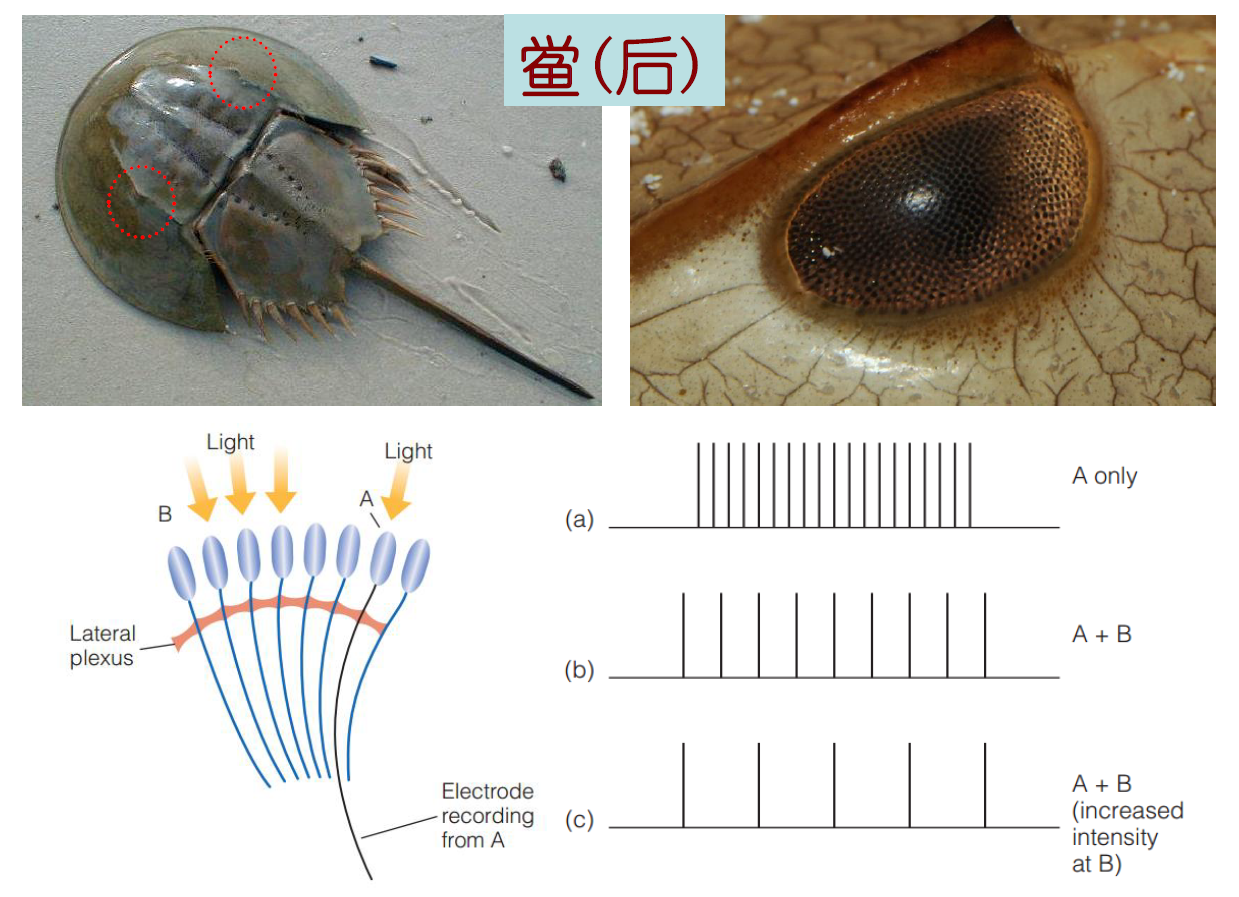 鲎(后)
Light
Light
B
A
Lateral
plexus
Electrode
recording
from A
(a)
A only
(b)
A + B
(c)
A + B
(increased
intensity
at B)